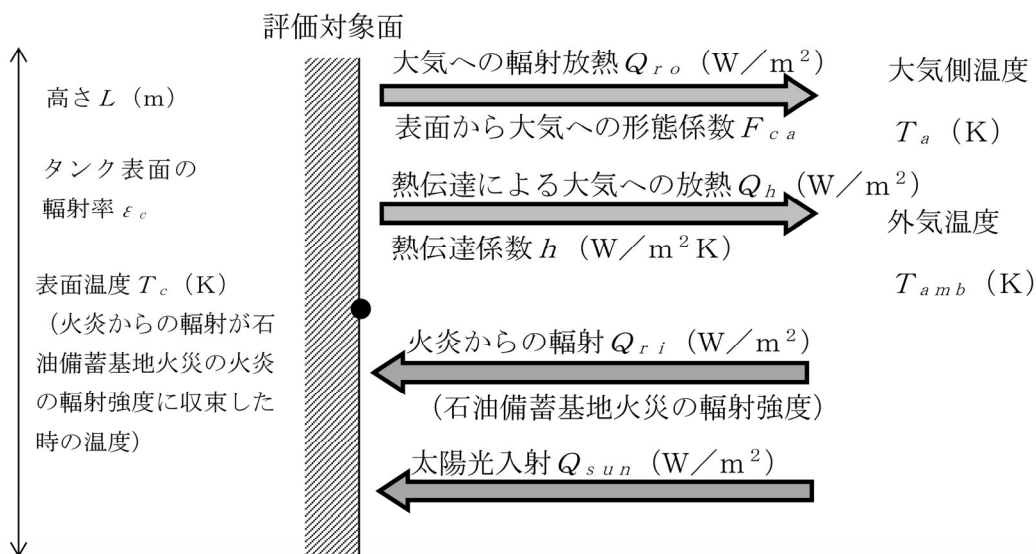 評価対象面
高さL（m）
タンク表面の
輻射率εc
表面温度Tc（K）
（火炎からの輻射が石
油備蓄基地火災の火炎
の輻射強度に収束した
時の温度）
大気への輻射放熱Qro（W／m²）
表面から大気への形態係数Fca
熱伝達による大気への放熱Qh（W／m²）
熱伝達係数h（W／m²K）
火炎からの輻射Qri（W／m²）
（石油備蓄基地火災の輻射強度）
太陽光入射Qsun（W／m²）
大気側温度
Ta（K）
外気温度
Tamb（K）